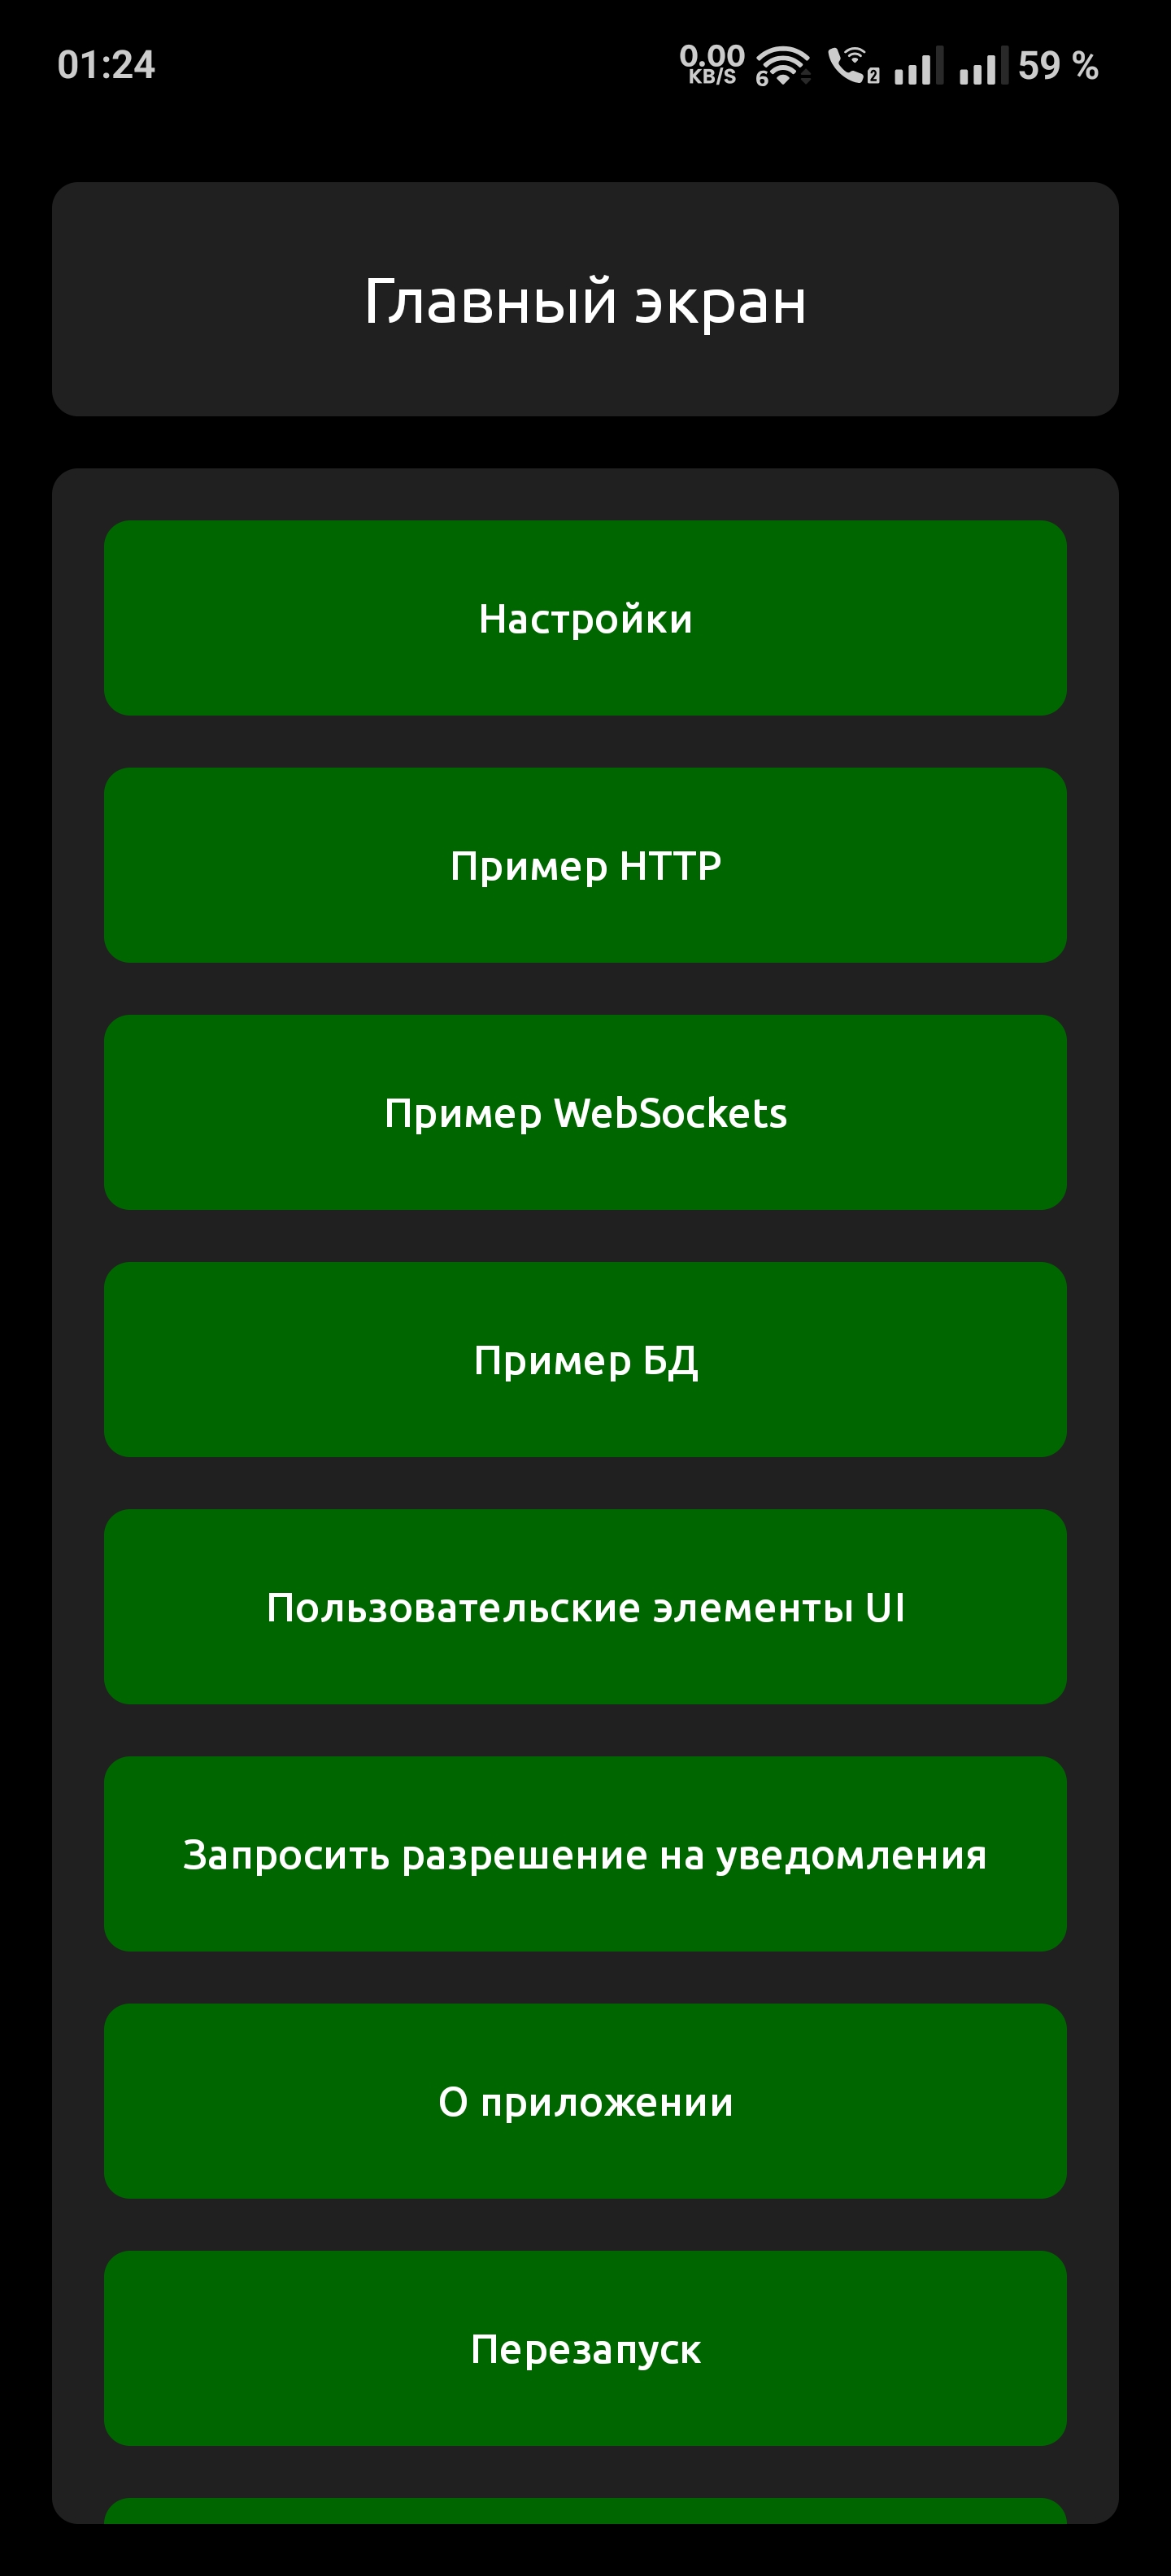 01:24
0.00
KB/S
6
2
59 %
Главный экран
Настройки
Пример HTTP
Пример WebSockets
Пример БД
Пользовательские элементы UI
Запросить разрешение на уведомления
О приложении
Перезапуск